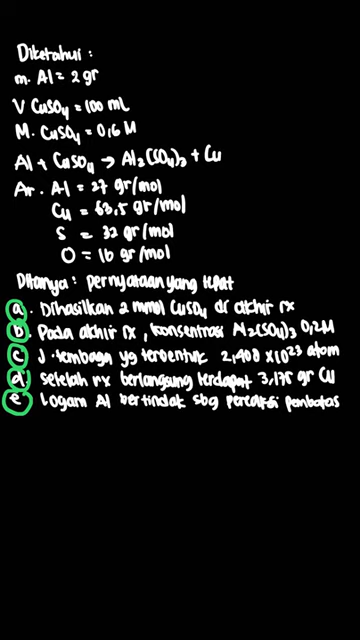 Diketahui :
m. Al = 2 gr
V CuSO4 = 100 mL
M. CuSO4 = 0,6 M
Al + CuSO4 → Al2(SO4)3 + Cu
Ar. Al = 27 gr/mol
Cu = 63,5 gr/mol
S = 32 gr/mol
O = 16 gr/mol
Ditanya : pernyataan yang tepat
a. Dihasilkan 2 mmol CuSO4 di akhir rx
b. Pada akhir rx, konsentrasi Al2(SO4)3 0,2M
c. J. tembaga yg terbentuk 2,408 x 10^23 atom
d. setelah rx berlangsung terdapat 3,175 gr Cu
e. Logam Al bertindak sbg pereaksi pembatas